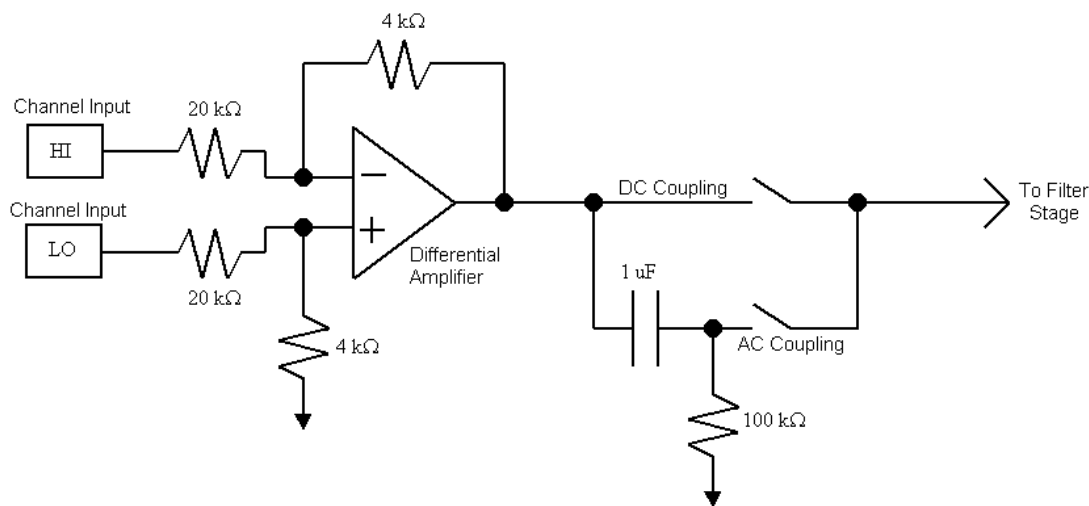 4 kΩ
Channel Input
20 kΩ
HI
Channel Input
LO
20 kΩ
−
+
Differential
Amplifier
4 kΩ
DC Coupling
To Filter
Stage
1 uF
AC Coupling
100 kΩ